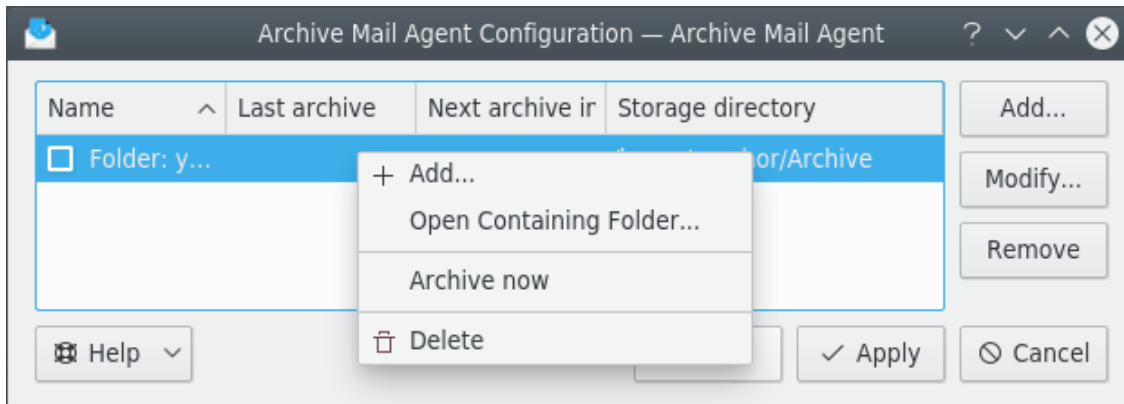 Archive Mail Agent Configuration — Archive Mail Agent
Name Last archive Next archive ir Storage directory
Add...
Folder: y... or/Archive
Modify...
Remove
+ Add...
Open Containing Folder...
Archive now
Delete
Help
Apply
Cancel